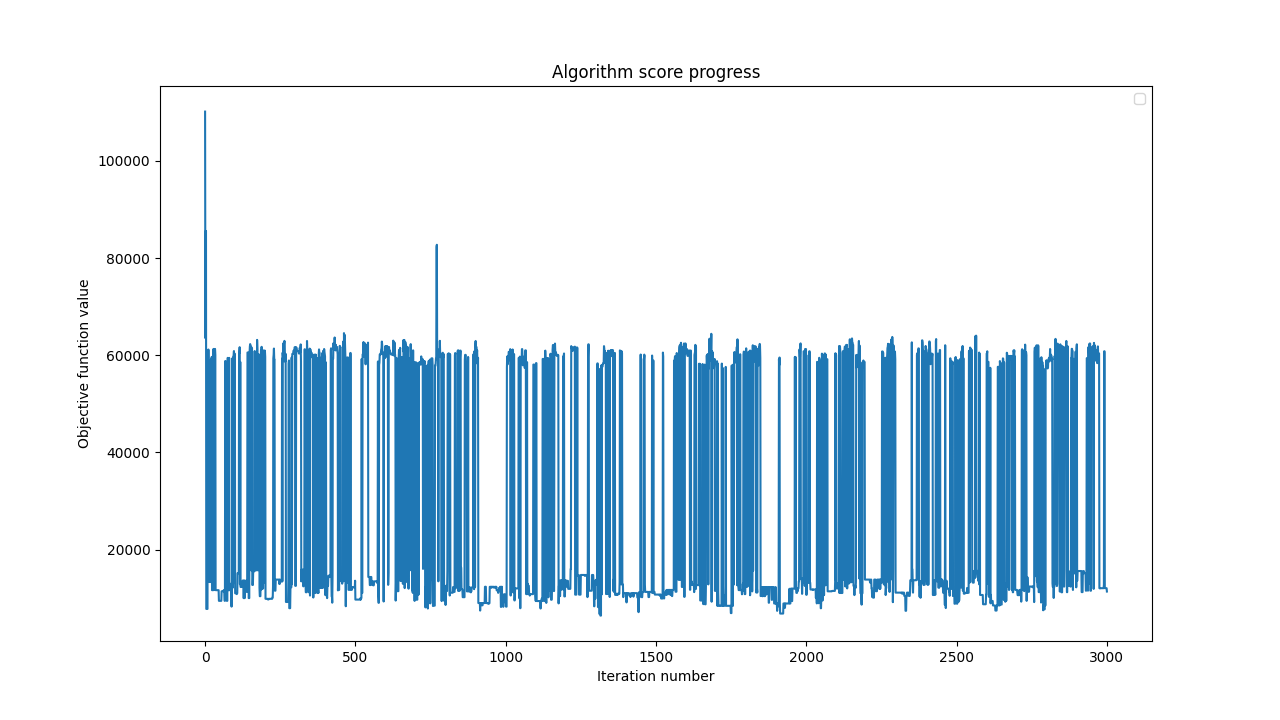 Algorithm score progress
100000
80000
60000
40000
20000
Objective function value
0 500 1000 1500 2000 2500 3000
Iteration number